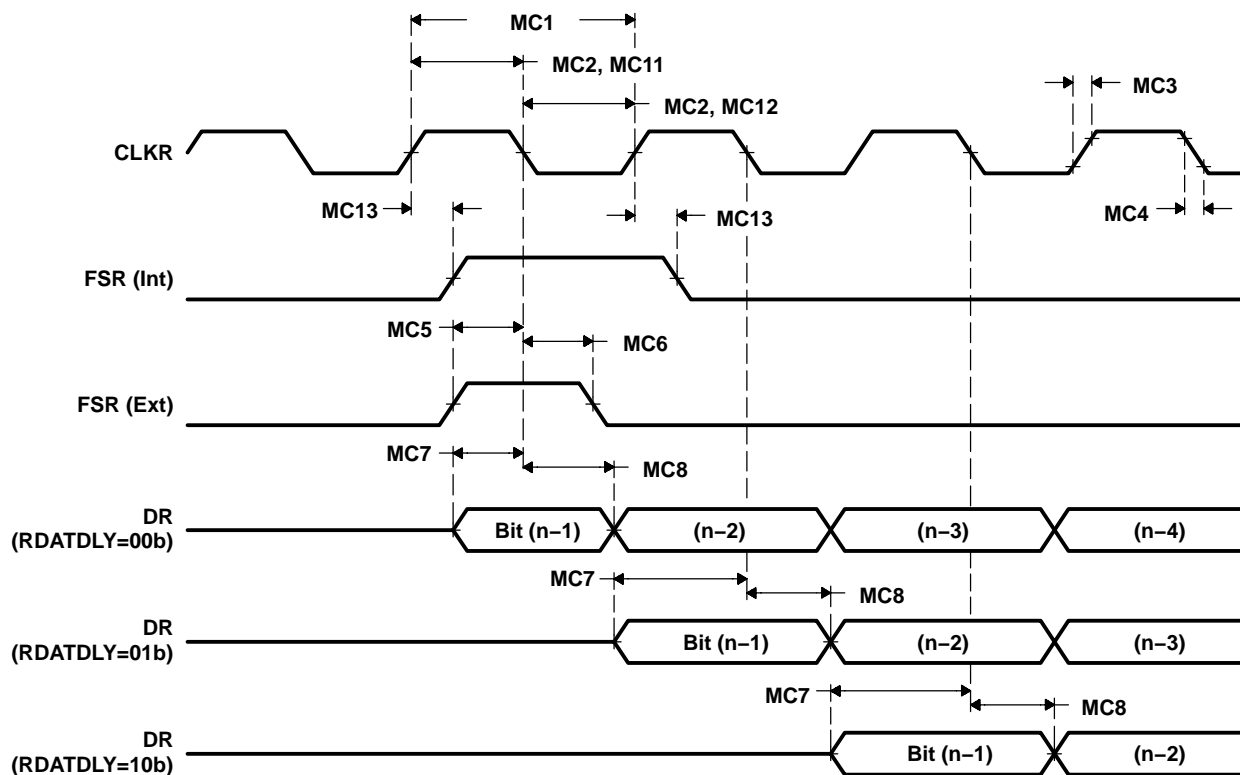 MC1
MC2, MC11
MC3
MC2, MC12
CLKR
MC13
MC13
MC4
FSR (Int)
MC5
MC6
FSR (Ext)
MC7
MC8
DR
(RDATDLY=00b)
Bit (n−1)
(n−2)
(n−3)
(n−4)
MC7
MC8
DR
(RDATDLY=01b)
Bit (n−1)
(n−2)
(n−3)
MC7
MC8
DR
(RDATDLY=10b)
Bit (n−1)
(n−2)